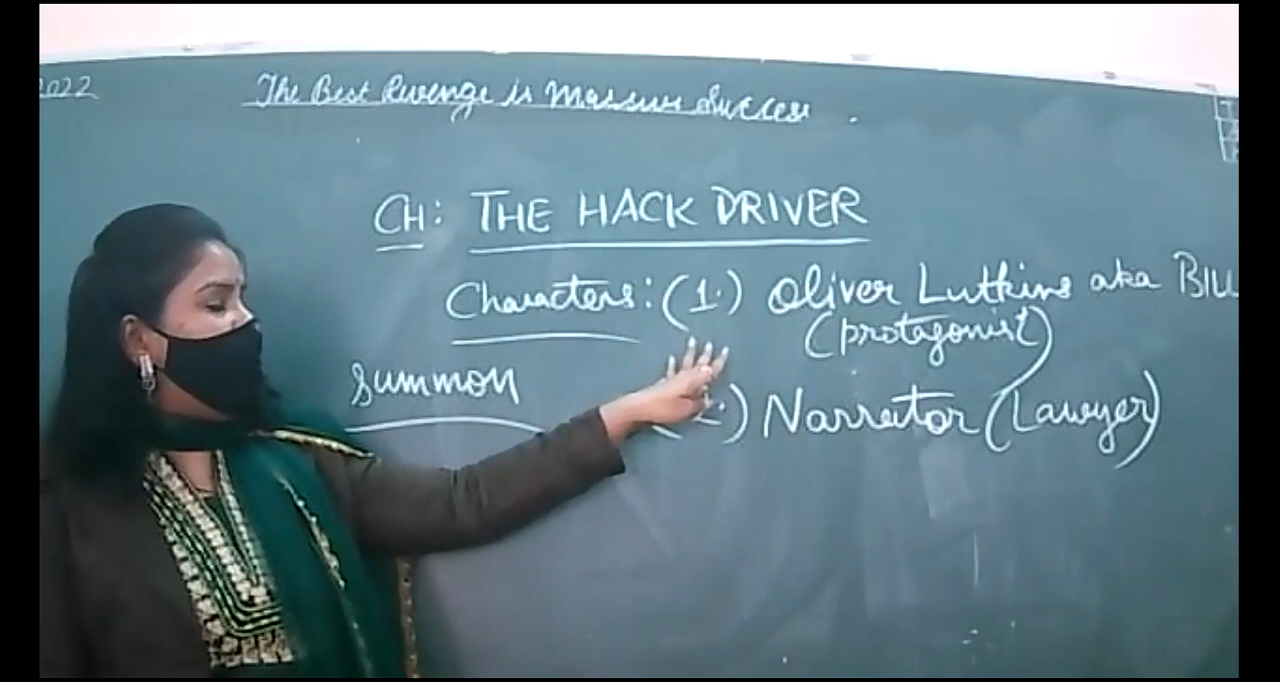 2022
The Best Revenge is Massive Success.
CH: THE HACK DRIVER
Characters: (1.) Oliver Lutkins aka BILL
(protagonist)
Summon
2.) Narrator (Lawyer)